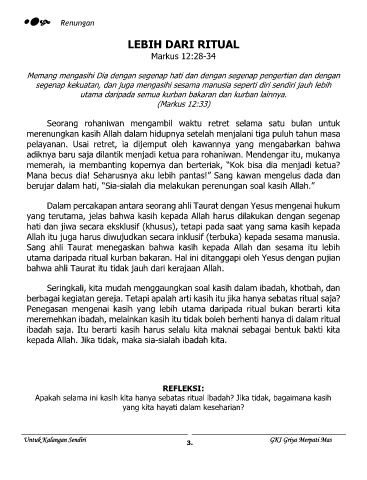 Renungan
LEBIH DARI RITUAL
Markus 12:28-34
Memang mengasihi Dia dengan segenap hati dan dengan segenap pengertian dan dengan
segenap kekuatan, dan juga mengasihi sesama manusia seperti diri sendiri jauh lebih
utama daripada semua kurban bakaran dan kurban lainnya.
(Markus 12:33)
Seorang rohaniwan mengambil waktu retret selama satu bulan untuk
merenungkan kasih Allah dalam hidupnya setelah menjalani tiga puluh tahun masa
pelayanan. Usai retret, ia dijemput oleh kawannya yang mengabarkan bahwa
adiknya baru saja dilantik menjadi ketua para rohaniwan. Mendengar itu, mukanya
memerah, ia membanting kopernya dan berteriak, “Kok bisa dia menjadi ketua?
Mana becus dia! Seharusnya aku lebih pantas!” Sang kawan mengelus dada dan
berujar dalam hati, “Sia-sialah dia melakukan perenungan soal kasih Allah.”
Dalam percakapan antara seorang ahli Taurat dengan Yesus mengenai hukum
yang terutama, jelas bahwa kasih kepada Allah harus dilakukan dengan segenap
hati dan jiwa secara eksklusif (khusus), tetapi pada saat yang sama kasih kepada
Allah itu juga harus diwujudkan secara inklusif (terbuka) kepada sesama manusia.
Sang ahli Taurat menegaskan bahwa kasih kepada Allah dan sesama itu lebih
utama daripada ritual kurban bakaran. Hal ini ditanggapi oleh Yesus dengan pujian
bahwa ahli Taurat itu tidak jauh dari kerajaan Allah.
Seringkali, kita mudah menggaungkan soal kasih dalam ibadah, khotbah, dan
berbagai kegiatan gereja. Tetapi apalah arti kasih itu jika hanya sebatas ritual saja?
Penegasan mengenai kasih yang lebih utama daripada ritual bukan berarti kita
meremehkan ibadah, melainkan kasih itu tidak boleh berhenti hanya di dalam ritual
ibadah saja. Itu berarti kasih harus selalu kita maknai sebagai bentuk bakti kita
kepada Allah. Jika tidak, maka sia-sialah ibadah kita.
REFLEKSI:
Apakah selama ini kasih kita hanya sebatas ritual ibadah? Jika tidak, bagaimana kasih
yang kita hayati dalam keseharian?
Untuk Kalangan Sendiri
3.
GKI Griya Merpati Mas